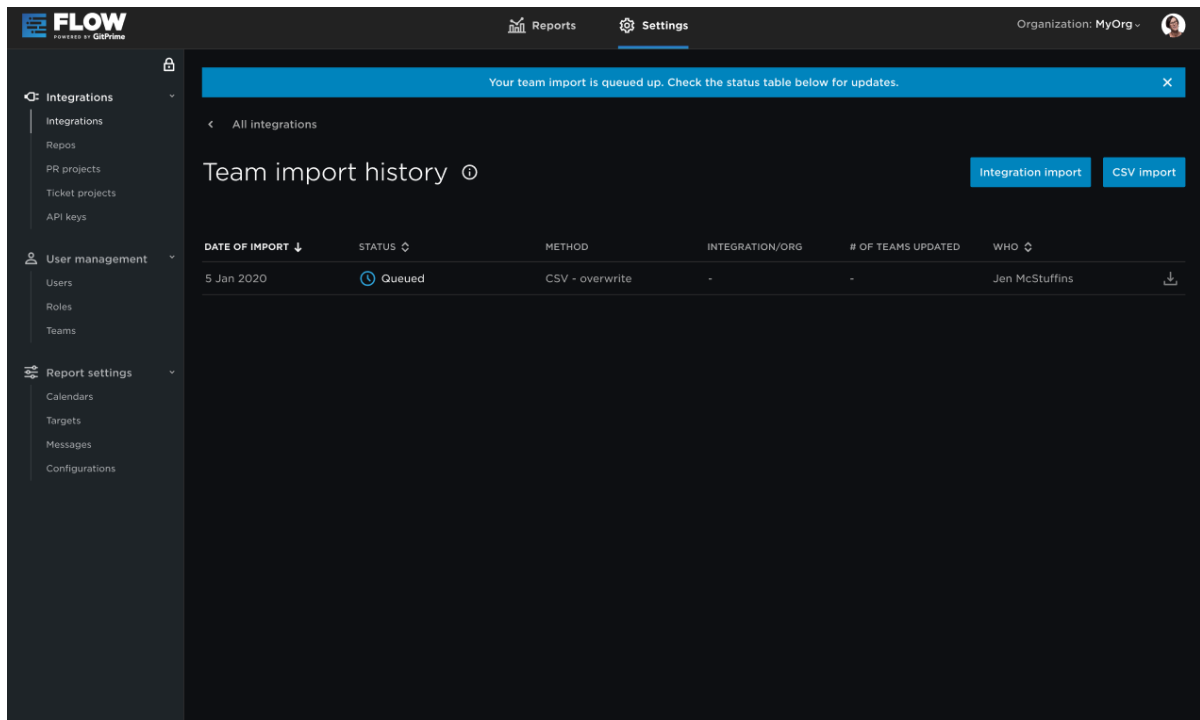 FLOW
POWERED BY GitPrime
Reports
Settings
Organization: MyOrg
Your team import is queued up. Check the status table below for updates.
Integrations
Integrations
Repos
PR projects
Ticket projects
API keys
User management
Users
Roles
Teams
Report settings
Calendars
Targets
Messages
Configurations
All integrations
Team import history
Integration import
CSV import
DATE OF IMPORT STATUS METHOD INTEGRATION/ORG # OF TEAMS UPDATED WHO
5 Jan 2020 Queued CSV - overwrite - - Jen McStuffins